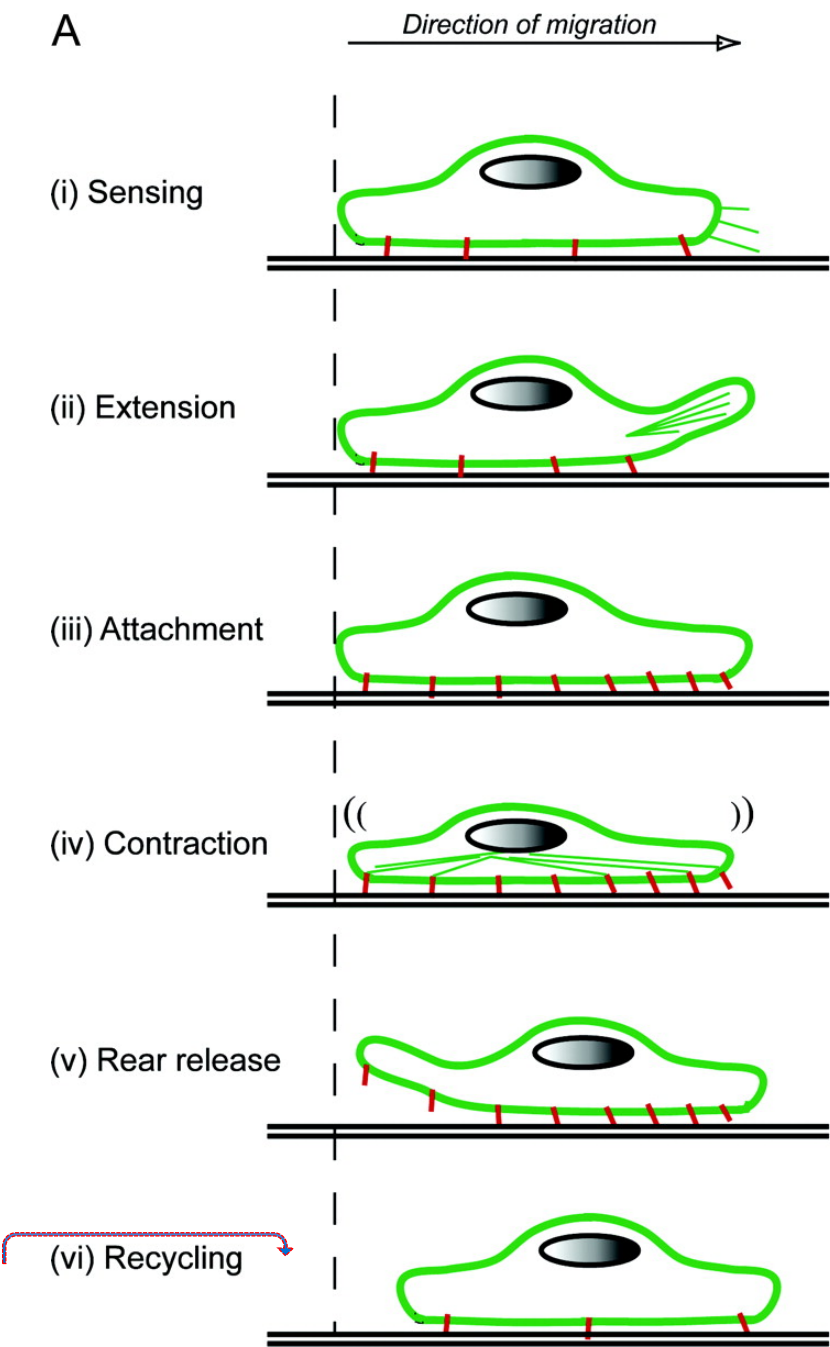 A
Direction of migration
(i) Sensing
(ii) Extension
(iii) Attachment
(iv) Contraction
(v) Rear release
(vi) Recycling